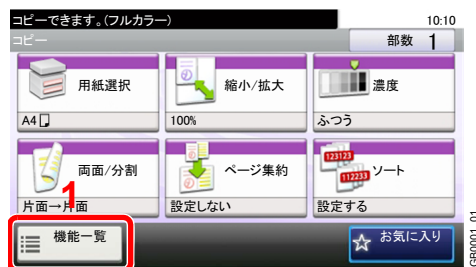 コピーできます。(フルカラー) 10:10
コピー 部数 1
用紙選択 縮小/拡大 濃度
A4 100% ふつう
両面/分割 ページ集約 ソート
123123
112233
片面→片面 設定しない 設定する
1
機能一覧 お気に入り
GB0001_01